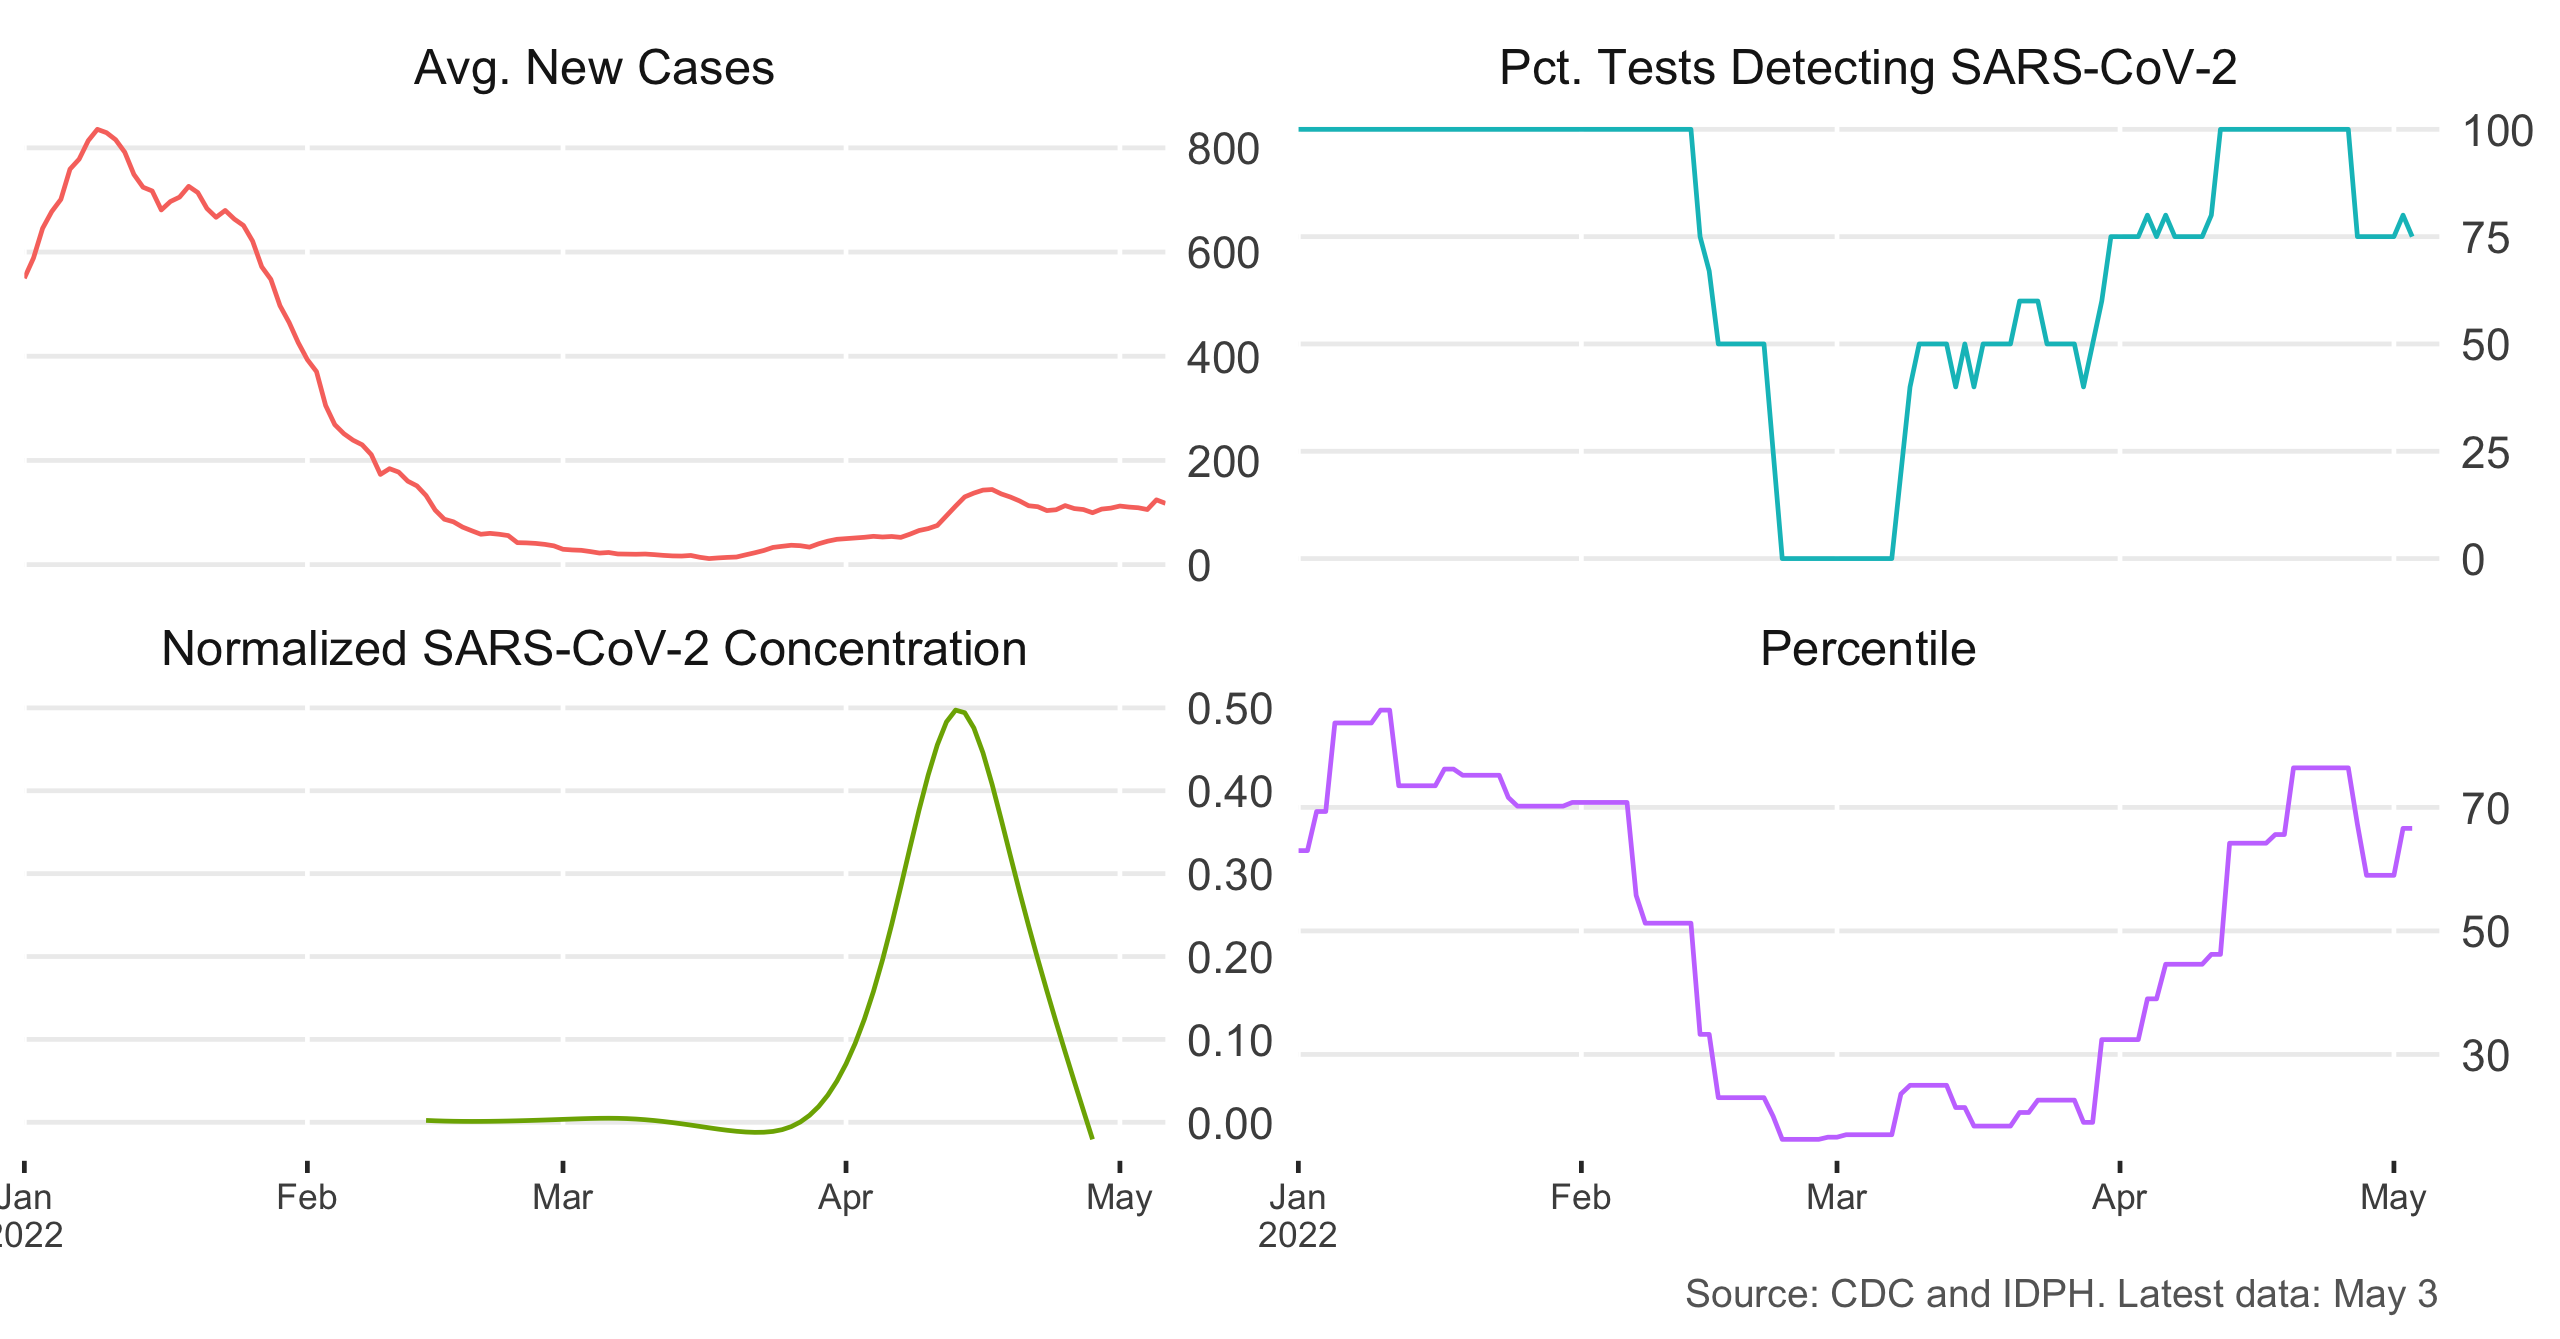 Avg. New Cases
800
600
400
200
0
Pct. Tests Detecting SARS-CoV-2
100
75
50
25
0
Normalized SARS-CoV-2 Concentration
0.50
0.40
0.30
0.20
0.10
0.00
Jan
2022
Feb
Mar
Apr
May
Percentile
70
50
30
Jan
2022
Feb
Mar
Apr
May
Source: CDC and IDPH. Latest data: May 3